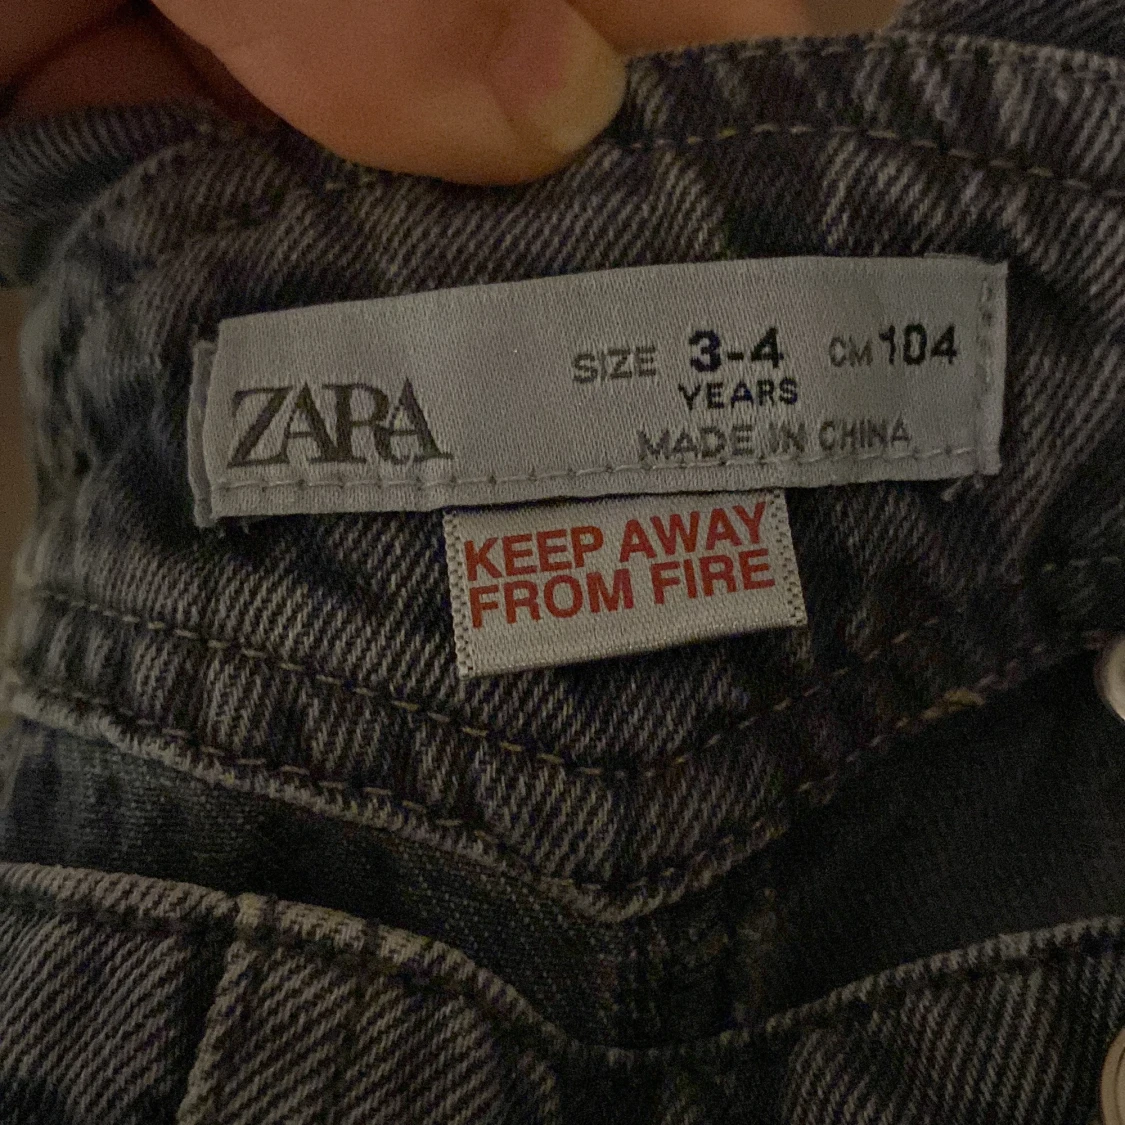 ZARA
SIZE 3-4 CM 104
YEARS
MADE IN CHINA
KEEP AWAY
FROM FIRE